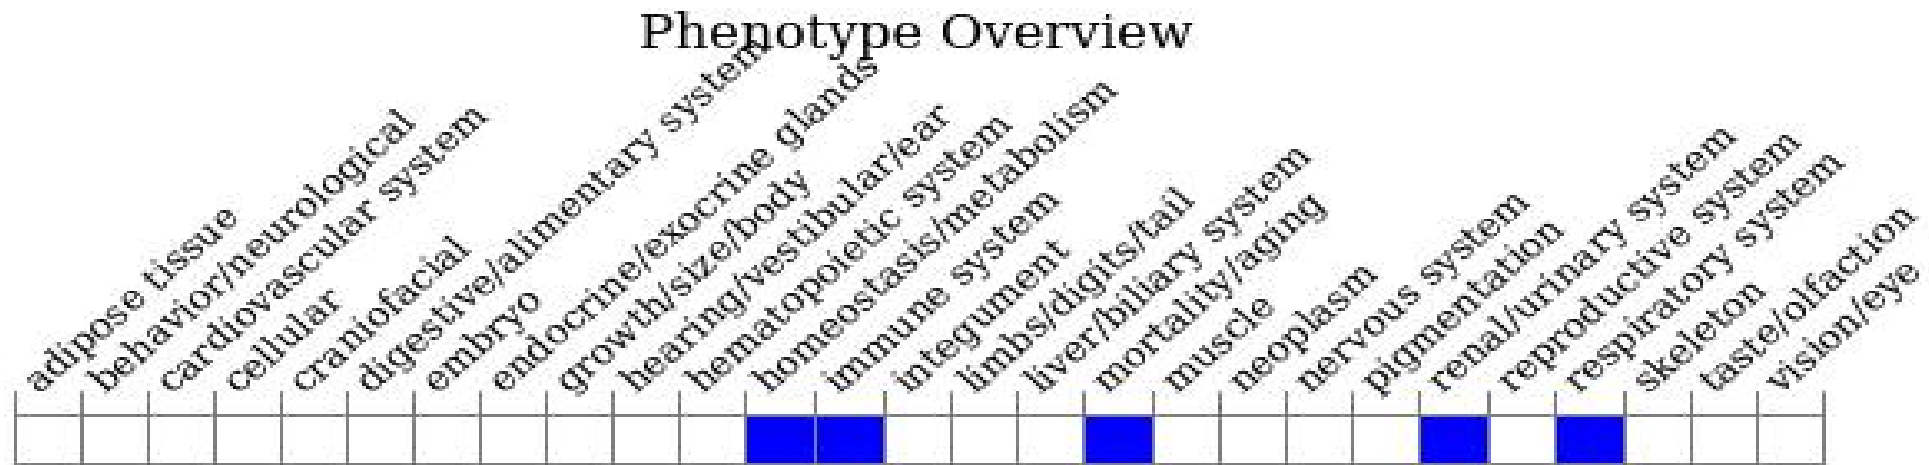 Phenotype Overview
adipose tissue
behavior/neurological
cardiovascular system
cellular
craniofacial
digestive/alimentary system
embryo
endocrine/exocrine glands
growth/size/body
hearing/vestibular/ear
hematopoietic system
homeostasis/metabolism
immune system
integument
limbs/digits/tail
liver/biliary system
mortality/aging
muscle
neoplasm
nervous system
pigmentation
renal/urinary system
reproductive system
respiratory system
skeleton
taste/olfaction
vision/eye